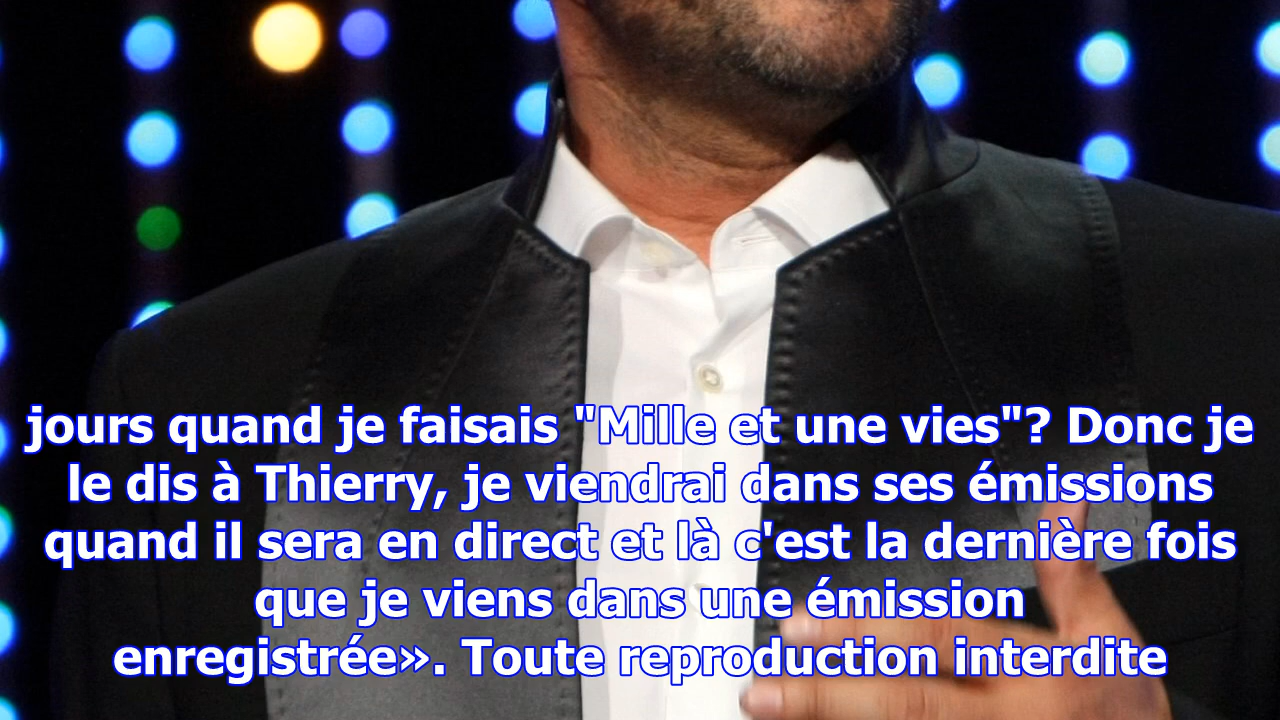 jours quand je faisais "Mille et une vies"? Donc je
le dis à Thierry, je viendrai dans ses émissions
quand il sera en direct et là c'est la dernière fois
que je viens dans une émission
enregistrée». Toute reproduction interdite